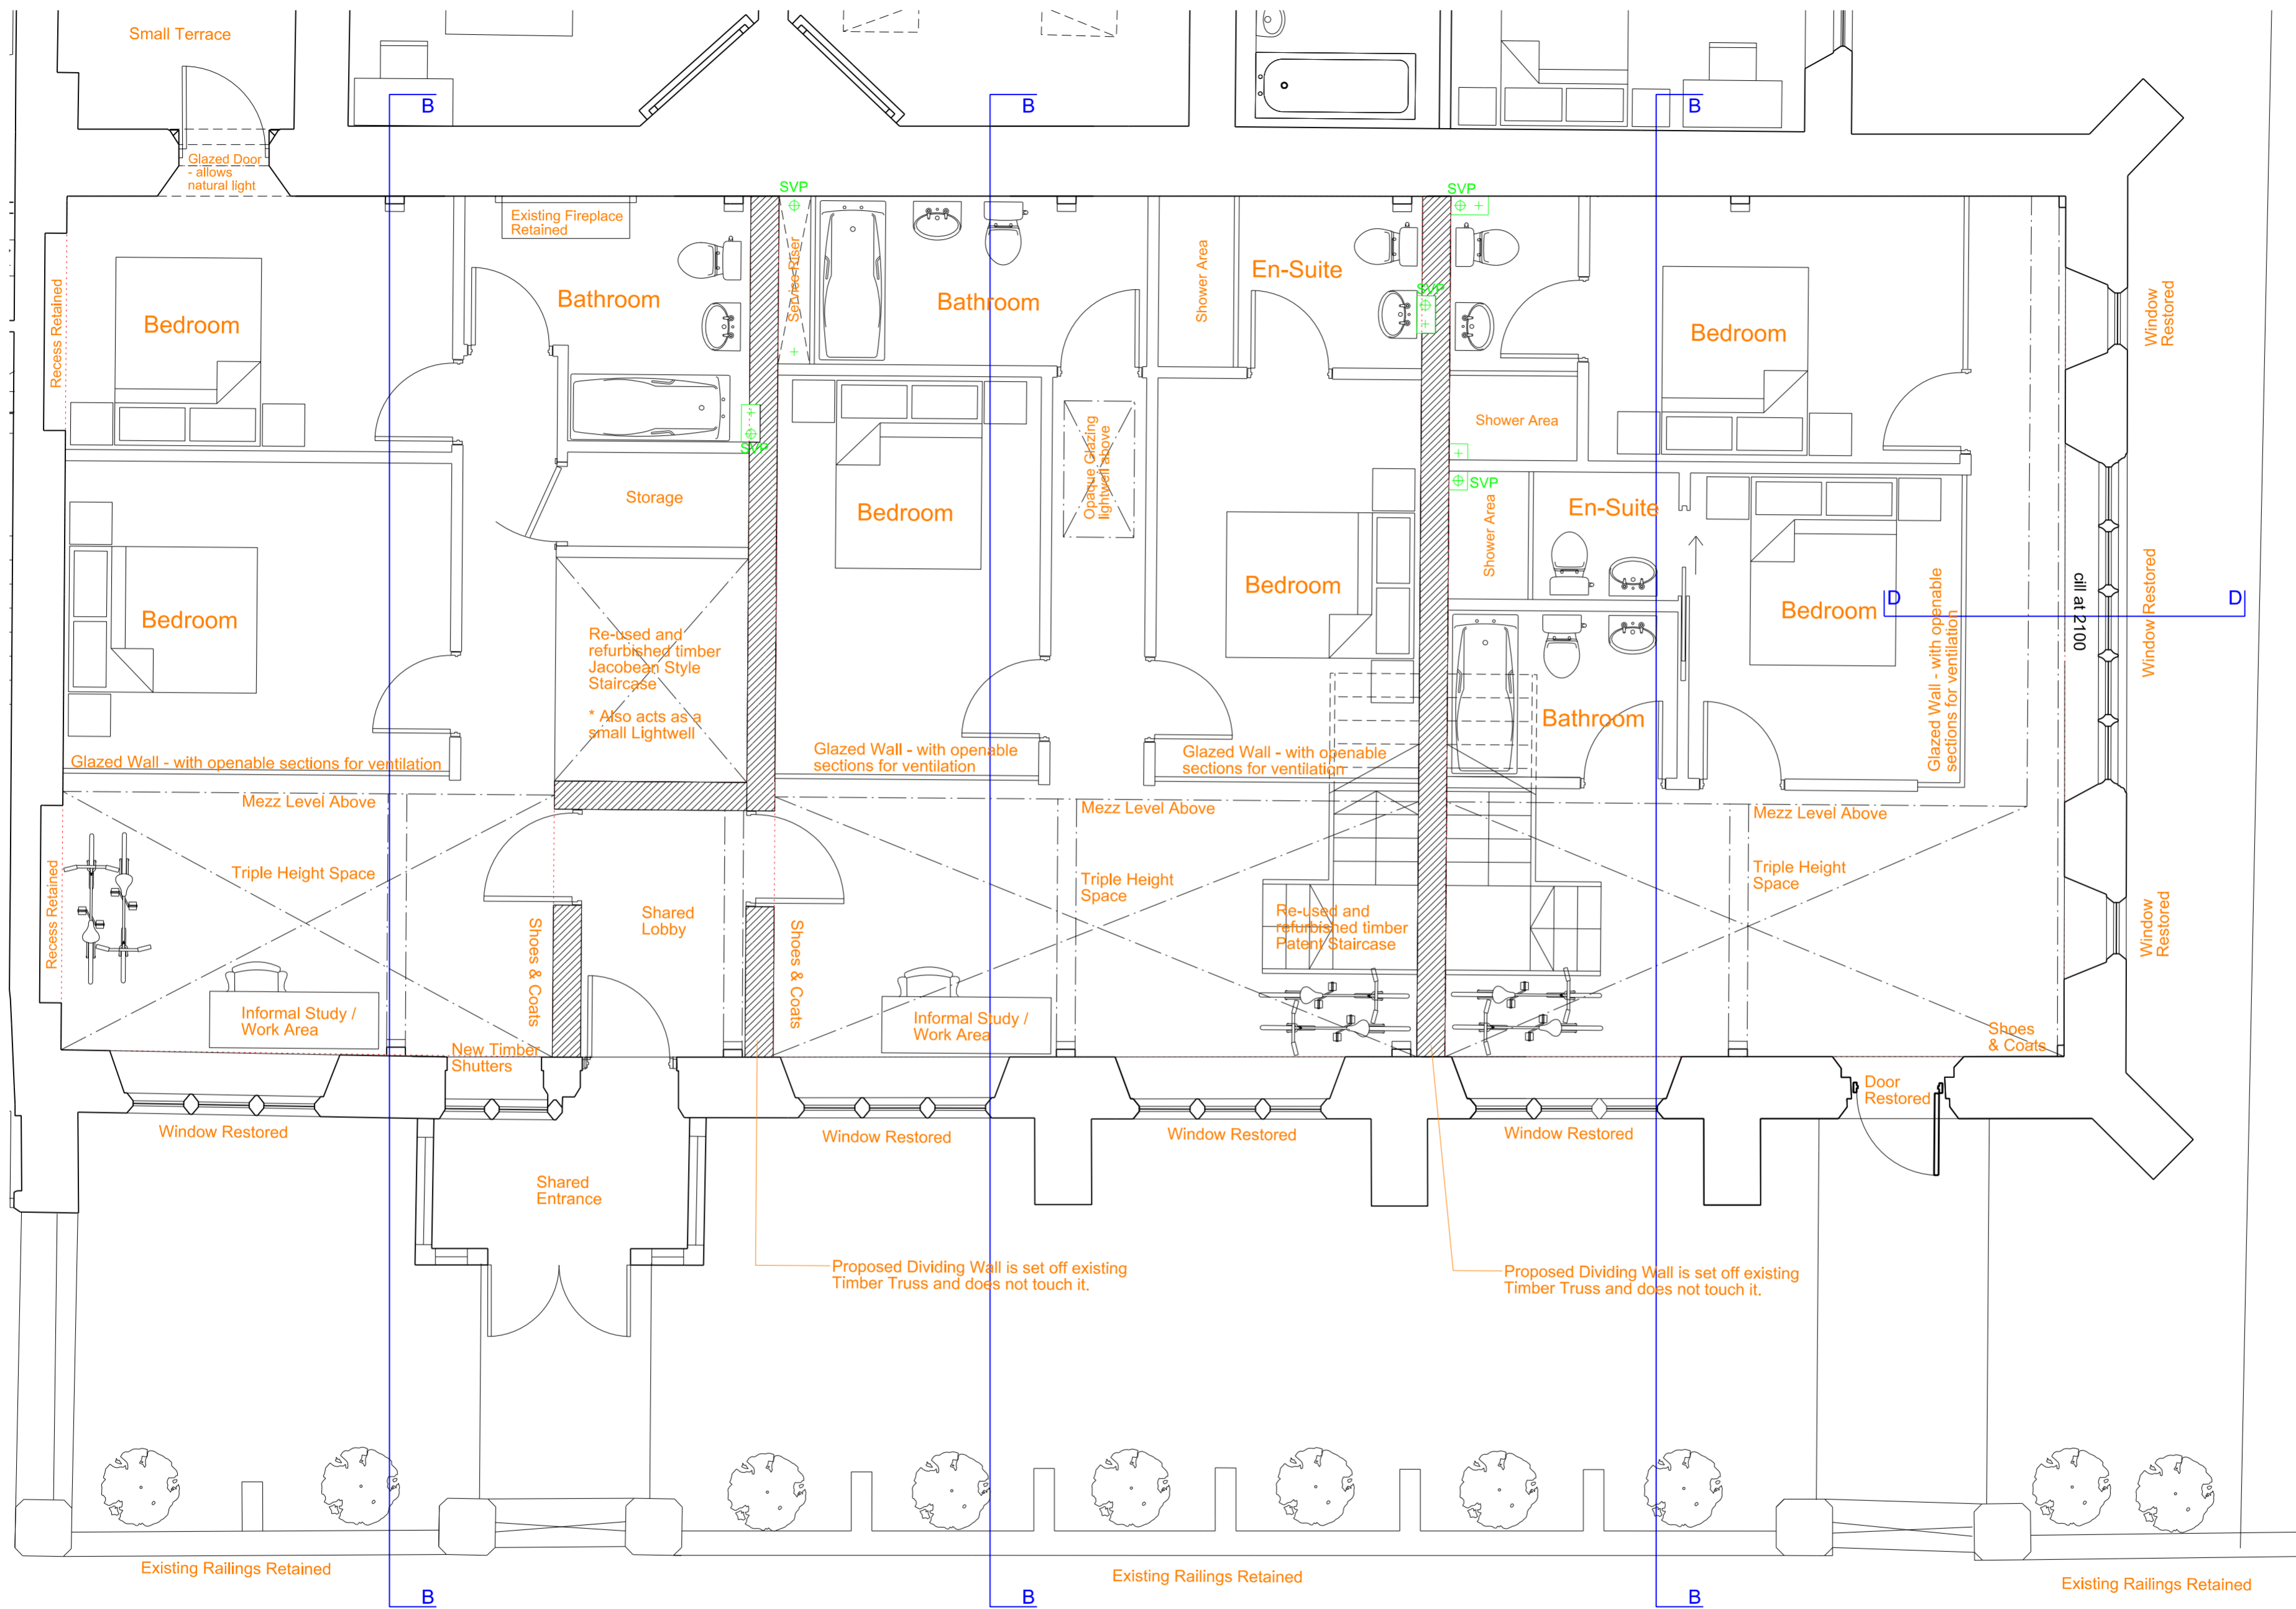 Small Terrace
B
B
B
Glazed Door
- allows
natural light
SVP
SVP
Existing Fireplace
Retained
Service Riser
Shower Area
En-Suite
Bathroom
Bathroom
SVP
Bedroom
Bedroom
Recess Retained
Window
Restored
Shower Area
Opaque Glazing
lightwell above
SVP
Storage
SVP
Bedroom
Shower Area
En-Suite
Bedroom
Bedroom
Bedroom
D
D
cill at 2100
Window Restored
Glazed Wall - with openable
sections for ventilation
Re-used and
refurbished timber
Jacobean Style
Staircase
* Also acts as a
small Lightwell
Bathroom
Glazed Wall - with openable sections for ventilation
Glazed Wall - with openable
sections for ventilation
Glazed Wall - with openable
sections for ventilation
Mezz Level Above
Mezz Level Above
Mezz Level Above
Triple Height Space
Triple Height
Space
Triple Height
Space
Recess Retained
Shoes & Coats
Shared
Lobby
Shoes & Coats
Re-used and
refurbished timber
Patent Staircase
Window
Restored
Informal Study /
Work Area
Informal Study /
Work Area
Shoes
& Coats
New Timber
Shutters
Door
Restored
Window Restored
Window Restored
Window Restored
Window Restored
Shared
Entrance
Proposed Dividing Wall is set off existing
Timber Truss and does not touch it.
Proposed Dividing Wall is set off existing
Timber Truss and does not touch it.
Existing Railings Retained
Existing Railings Retained
Existing Railings Retained
B
B
B